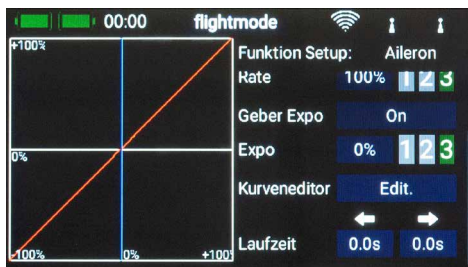 00:00 flightmode
+100%
Funktion Setup: Aileron
Rate 100% 1 2 3
Geber Expo On
0%
Expo 0% 1 2 3
Kurveneditor Edit.
Laufzeit 0.0s 0.0s
-100% 0% +100%